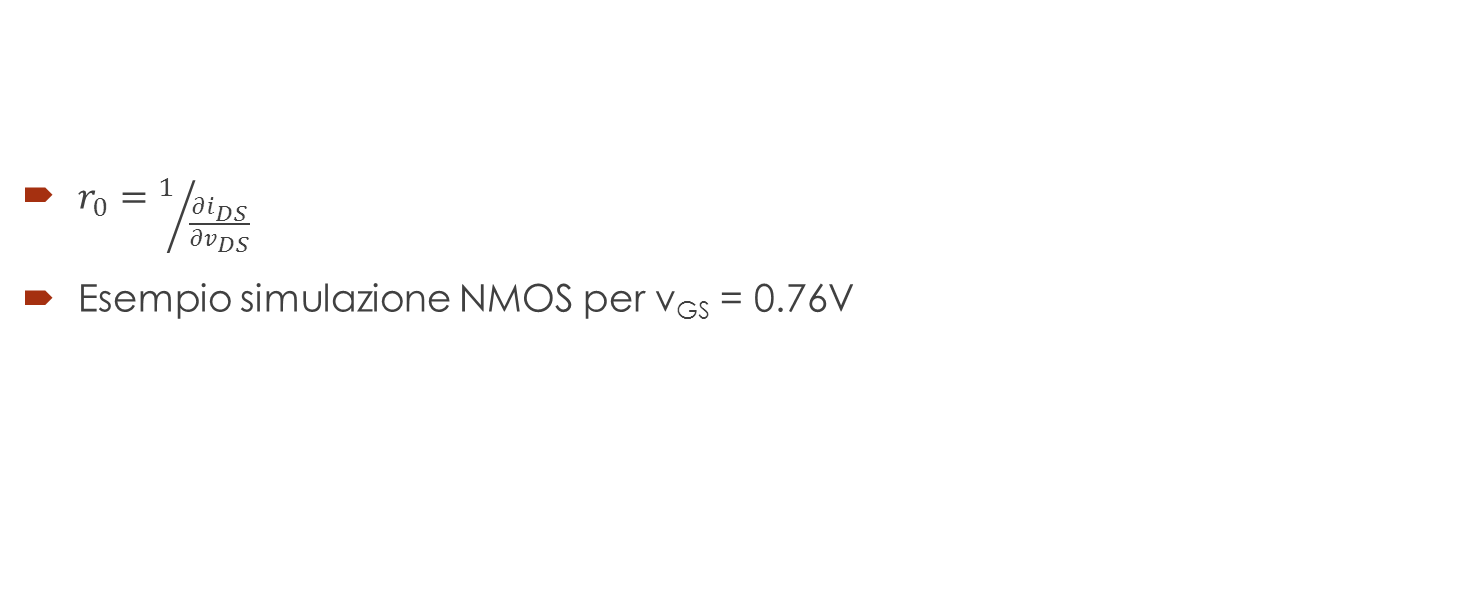 r₀ = 1/(∂i_DS/∂v_DS)
Esempio simulazione NMOS per v_GS = 0.76V